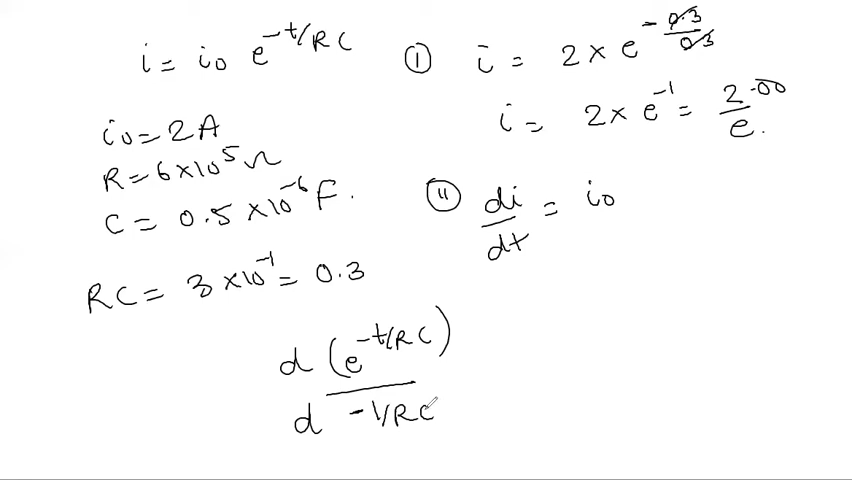 i = i₀ e^(-t/RC)
i₀ = 2A
R = 6×10⁵ Ω
C = 0.5 ×10⁻⁶ F.
RC = 3 ×10⁻¹ = 0.3
d (e^(-t/RC))
d -1/RC
(I) i = 2 × e^(-0.3/0.3)
i = 2 × e⁻¹ = 2.00/e.
(II) di/dt = i₀